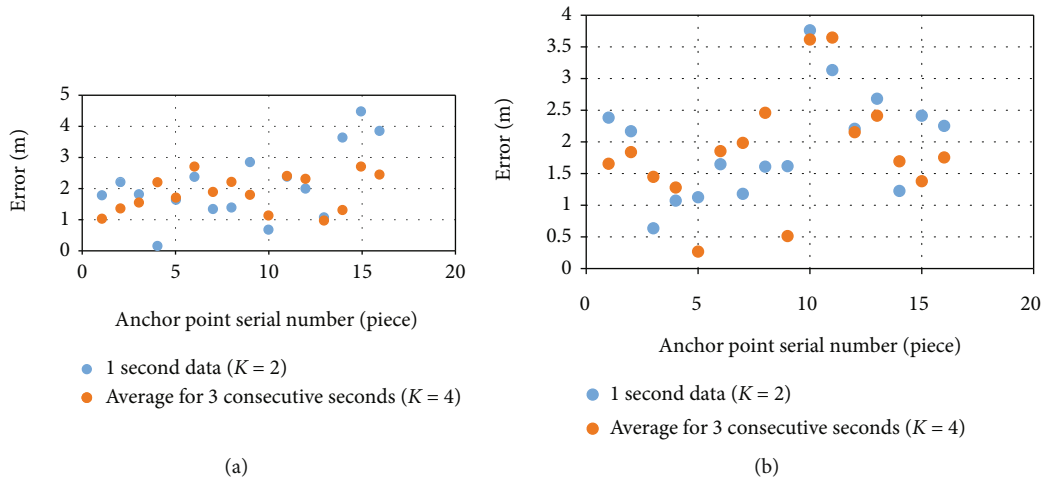 5
4
3
2
1
0
Error (m)
0 5 10 15 20
Anchor point serial number (piece)
1 second data (K = 2)
Average for 3 consecutive seconds (K = 4)
(a)
4
3.5
3
2.5
2
1.5
1
0.5
0
Error (m)
0 5 10 15 20
Anchor point serial number (piece)
1 second data (K = 2)
Average for 3 consecutive seconds (K = 4)
(b)